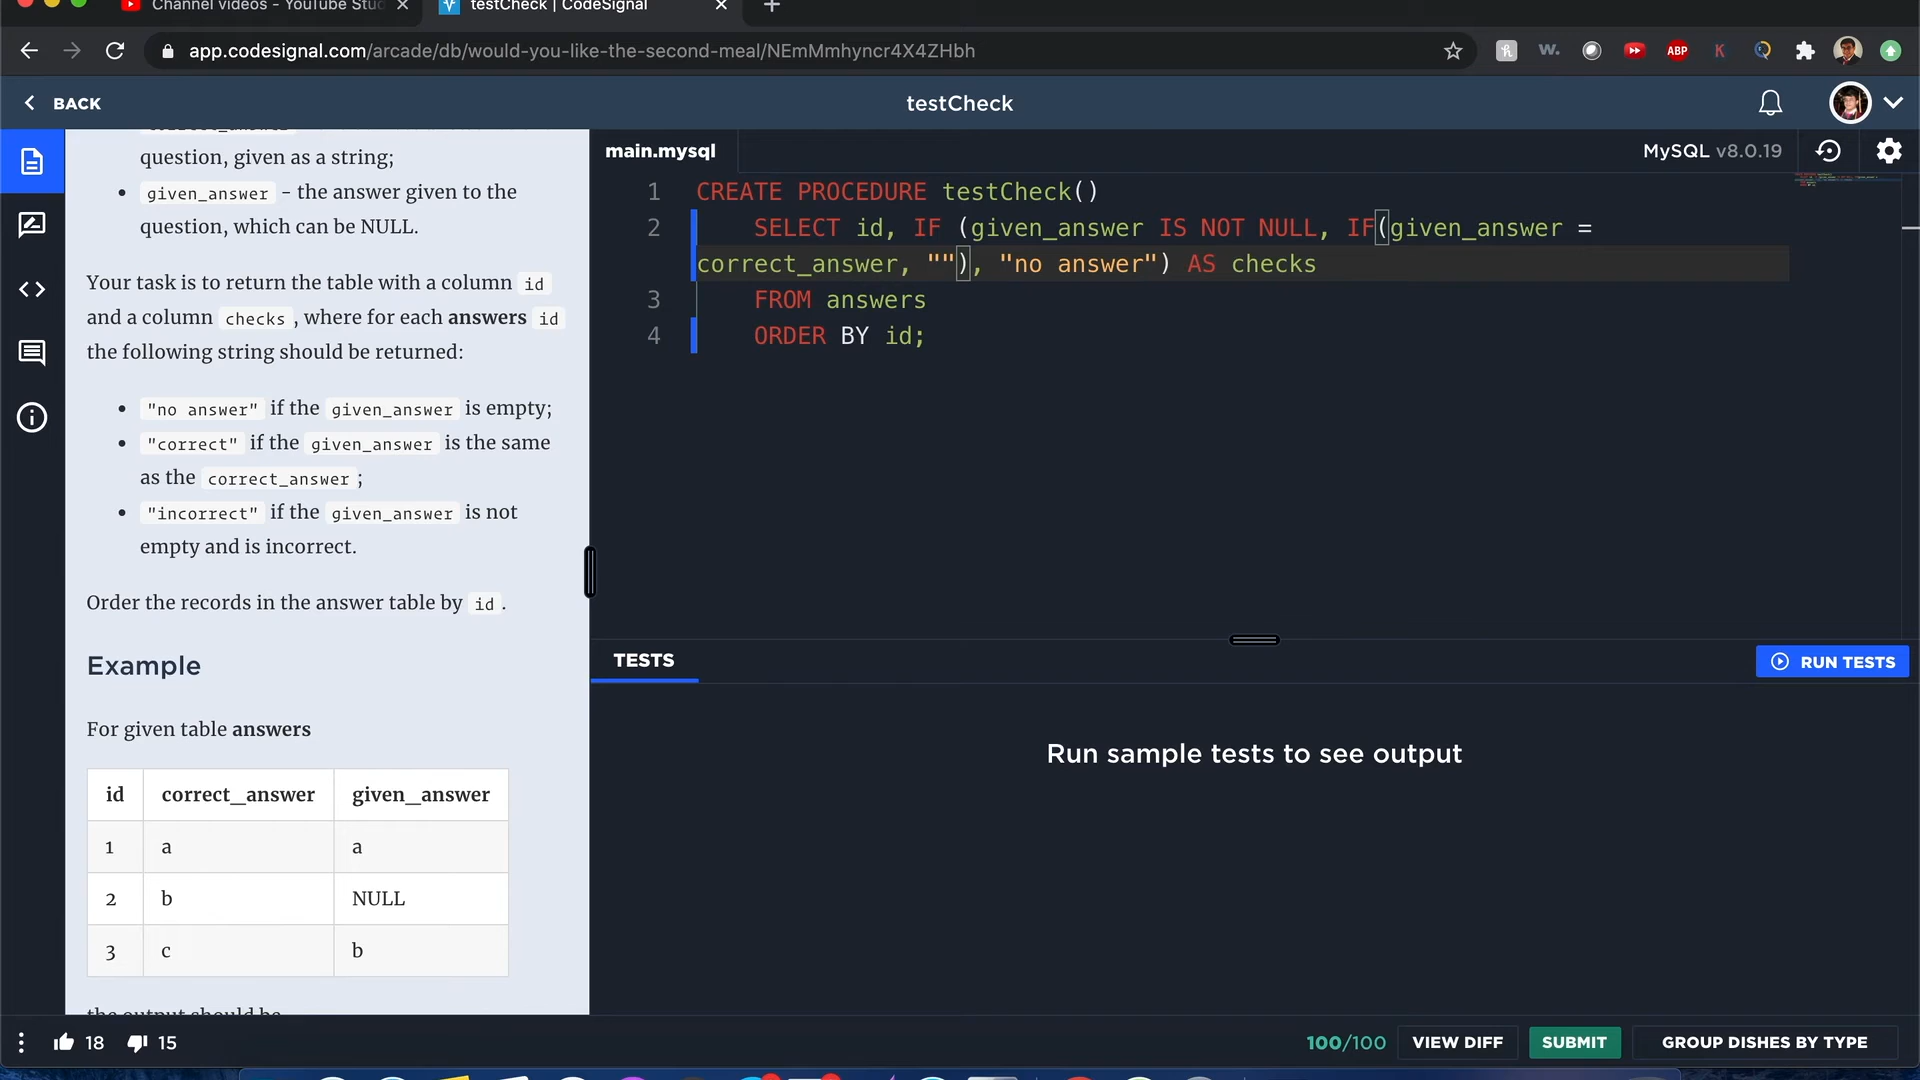 Channel videos - YouTube Stud
testCheck | CodeSignal
app.codesignal.com/arcade/db/would-you-like-the-second-meal/NEmMmhyncr4X4ZHbh
ABP
BACK
testCheck
question, given as a string;
• given_answer - the answer given to the
question, which can be NULL.
Your task is to return the table with a column id
and a column checks, where for each answers id
the following string should be returned:
• "no answer" if the given_answer is empty;
• "correct" if the given_answer is the same
as the correct_answer;
• "incorrect" if the given_answer is not
empty and is incorrect.
Order the records in the answer table by id.
Example
For given table answers
id correct_answer given_answer
1 a a
2 b NULL
3 c b
the output should be
18 15
main.mysql
MySQL v8.0.19
1 CREATE PROCEDURE testCheck()
2 SELECT id, IF (given_answer IS NOT NULL, IF(given_answer =
correct_answer, ""), "no answer") AS checks
3 FROM answers
4 ORDER BY id;
TESTS
RUN TESTS
Run sample tests to see output
100/100
VIEW DIFF
SUBMIT
GROUP DISHES BY TYPE